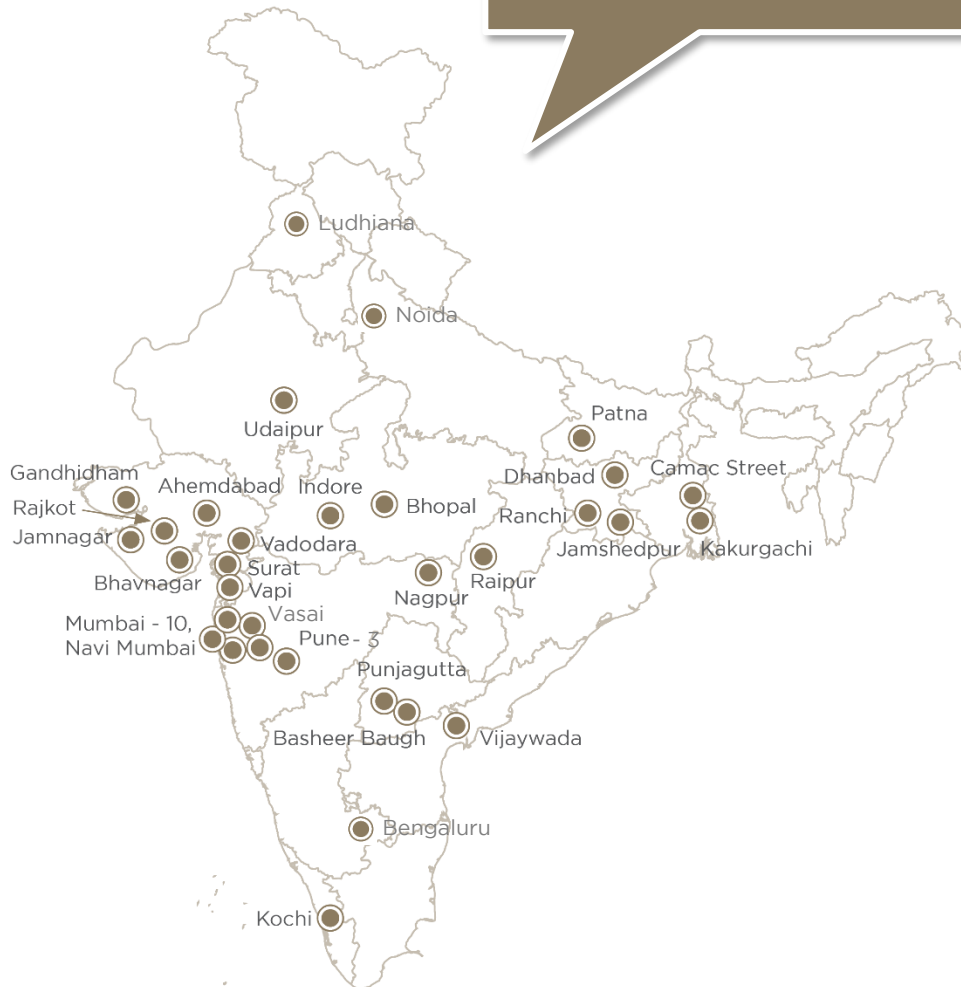 Ludhiana
Noida
Udaipur
Patna
Gandhidham
Ahemdabad
Indore
Dhanbad
Camac Street
Rajkot
Bhopal
Ranchi
Jamnagar
Vadodara
Jamshedpur
Kakurgachi
Bhavnagar
Surat
Raipur
Nagpur
Vapi
Vasai
Mumbai - 10,
Navi Mumbai
Pune - 3
Punjagutta
Basheer Baugh
Vijaywada
Bengaluru
Kochi